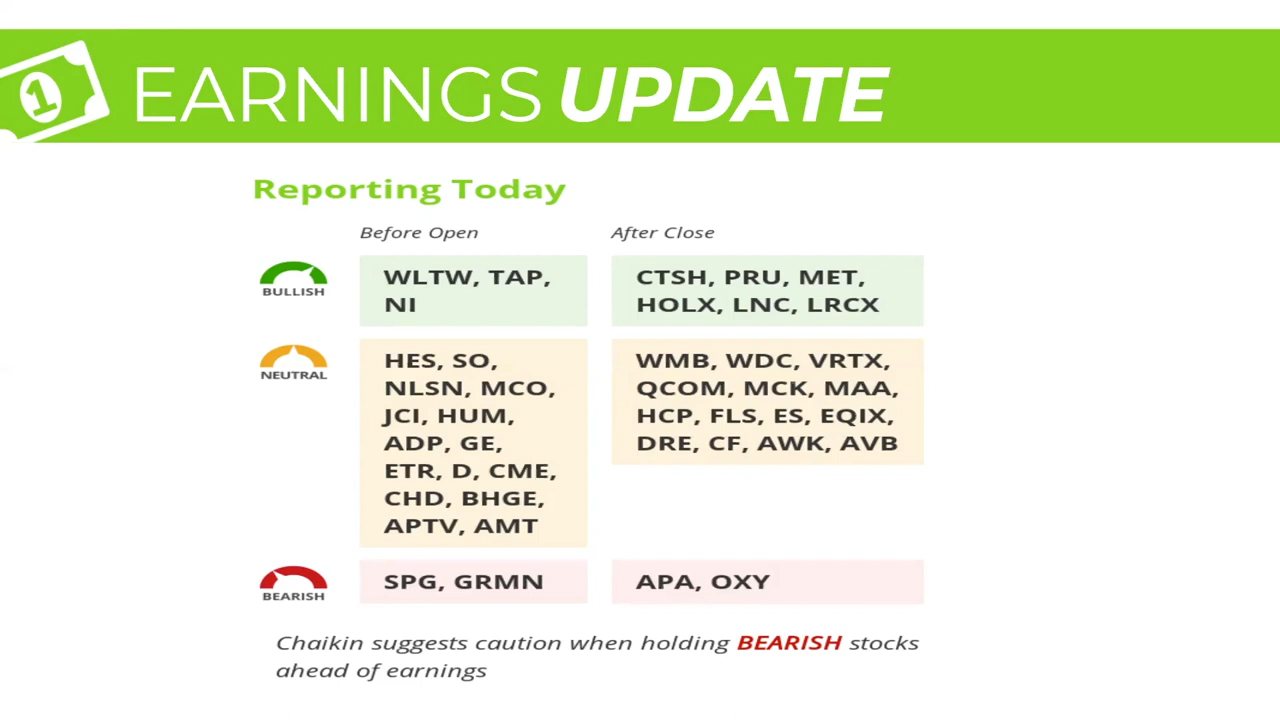 1 EARNINGS UPDATE
Reporting Today
Before Open
After Close
BULLISH
WLTW, TAP,
NI
CTSH, PRU, MET,
HOLX, LNC, LRCX
NEUTRAL
HES, SO,
NLSN, MCO,
JCI, HUM,
ADP, GE,
ETR, D, CME,
CHD, BHGE,
APTV, AMT
WMB, WDC, VRTX,
QCOM, MCK, MAA,
HCP, FLS, ES, EQIX,
DRE, CF, AWK, AVB
BEARISH
SPG, GRMN
APA, OXY
Chaikin suggests caution when holding BEARISH stocks
ahead of earnings